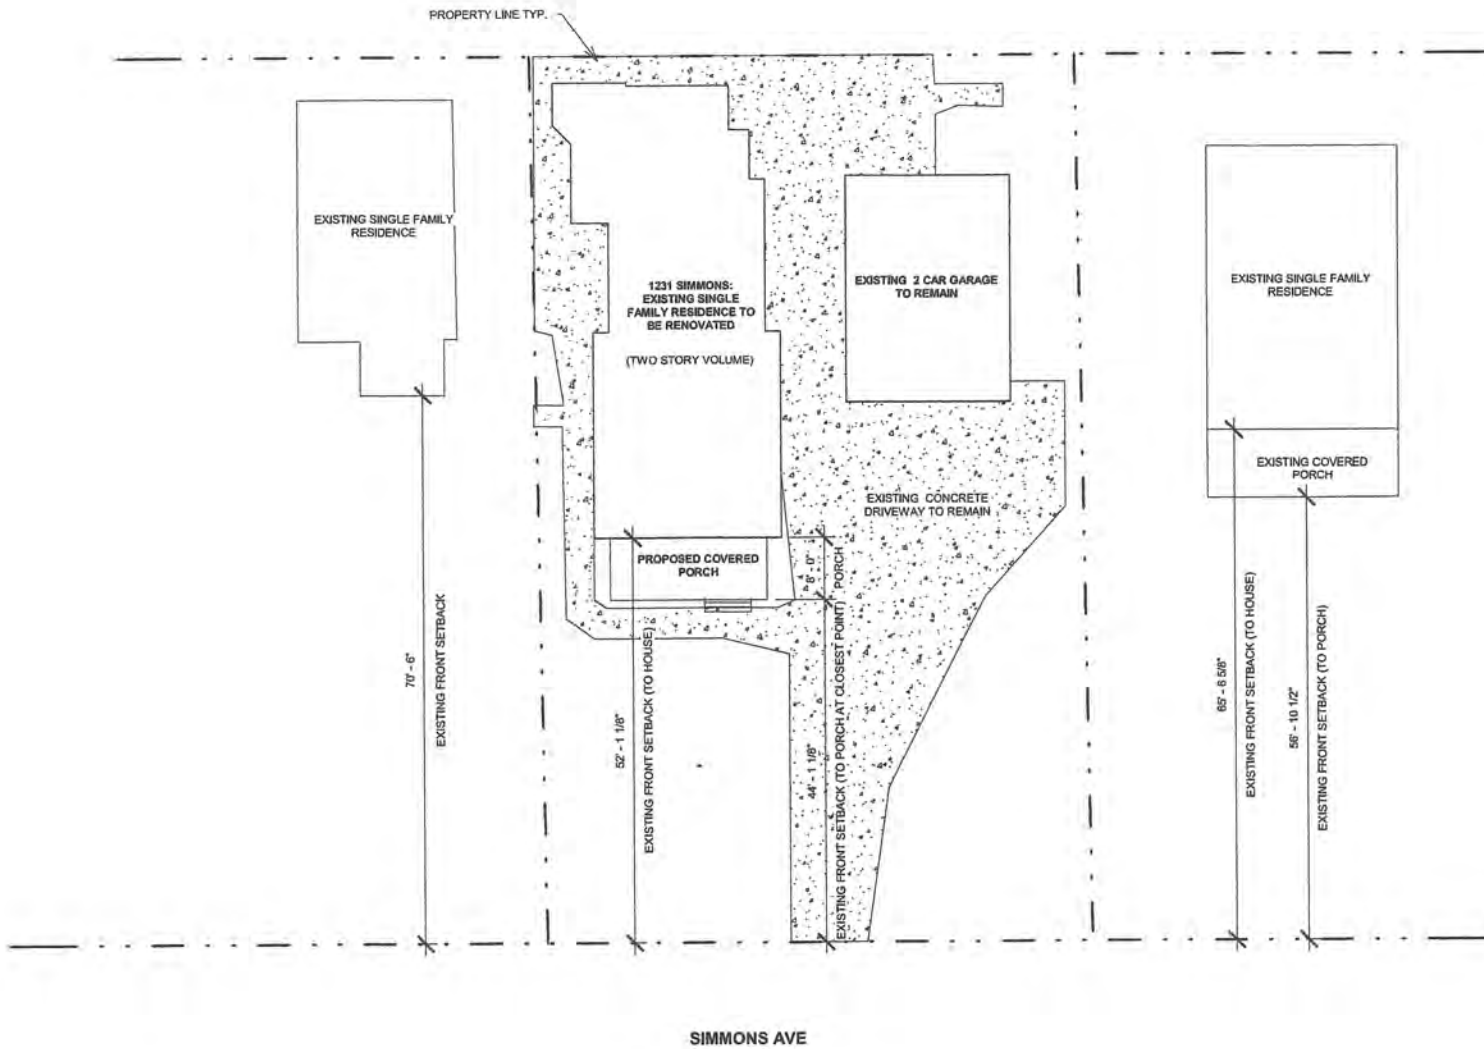 PROPERTY LINE TYP.
EXISTING SINGLE FAMILY
RESIDENCE
1231 SIMMONS:
EXISTING SINGLE
FAMILY RESIDENCE TO
BE RENOVATED
(TWO STORY VOLUME)
EXISTING 2 CAR GARAGE
TO REMAIN
EXISTING SINGLE FAMILY
RESIDENCE
EXISTING COVERED
PORCH
EXISTING CONCRETE
DRIVEWAY TO REMAIN
PROPOSED COVERED
PORCH
8' - 0"
PORCH
70' - 6"
EXISTING FRONT SETBACK
52' - 1 1/8"
EXISTING FRONT SETBACK (TO HOUSE)
44' - 1 1/8"
EXISTING FRONT SETBACK (TO PORCH AT CLOSEST POINT)
65' - 6 5/8"
EXISTING FRONT SETBACK (TO HOUSE)
56' - 10 1/2"
EXISTING FRONT SETBACK (TO PORCH)
SIMMONS AVE